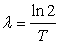 λ = ln 2 / T